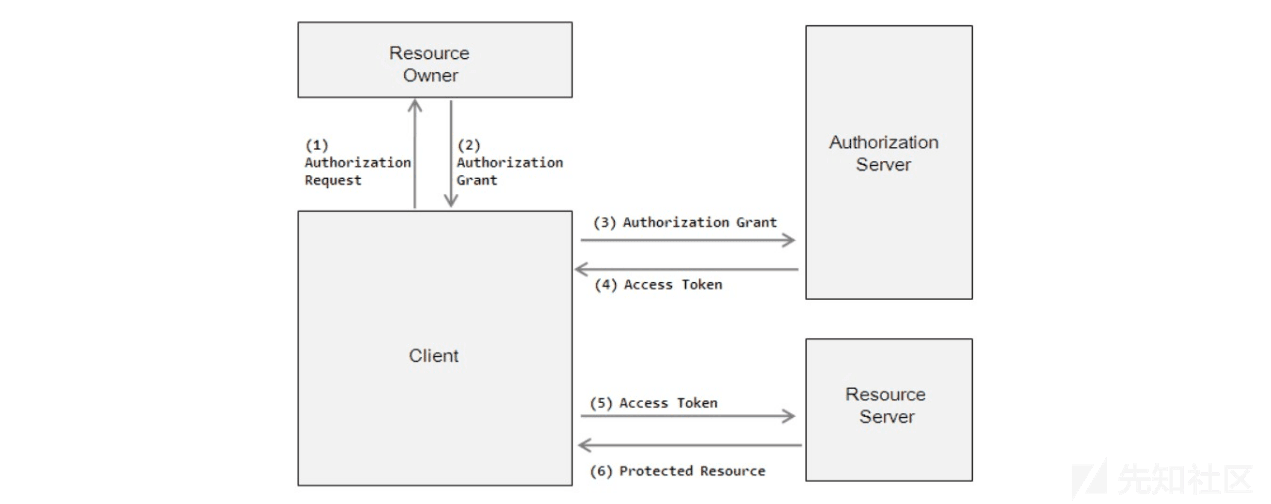 Resource
Owner
(1)
Authorization
Request
(2)
Authorization
Grant
Authorization
Server
(3) Authorization Grant
(4) Access Token
Client
(5) Access Token
Resource
Server
(6) Protected Resource
先知社区